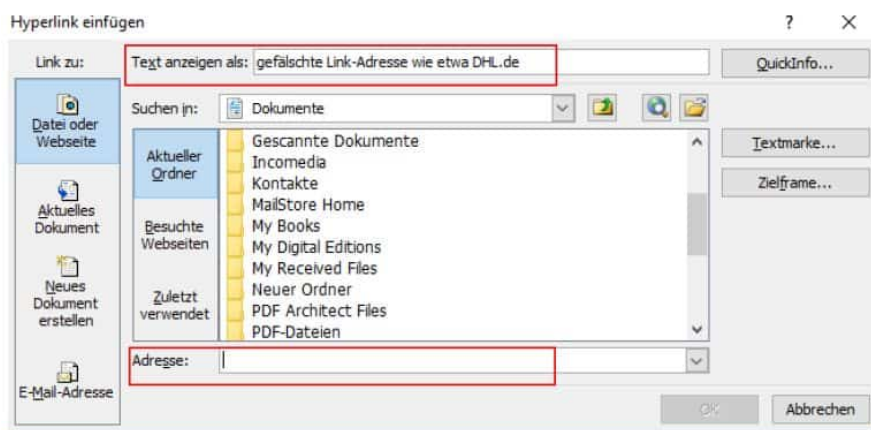 Hyperlink einfügen
?
Link zu:
Text anzeigen als:
gefälschte Link-Adresse wie etwa DHL.de
QuickInfo...
Datei oder
Webseite
Aktuelles
Dokument
Neues
Dokument
erstellen
E-Mail-Adresse
Suchen in:
Dokumente
Aktueller
Ordner
Besuchte
Webseiten
Zuletzt
verwendet
Gescannte Dokumente
Incomedia
Kontakte
MailStore Home
My Books
My Digital Editions
My Received Files
Neuer Ordner
PDF Architect Files
PDF-Dateien
Textmarke...
Zielframe...
Adresse:
OK
Abbrechen